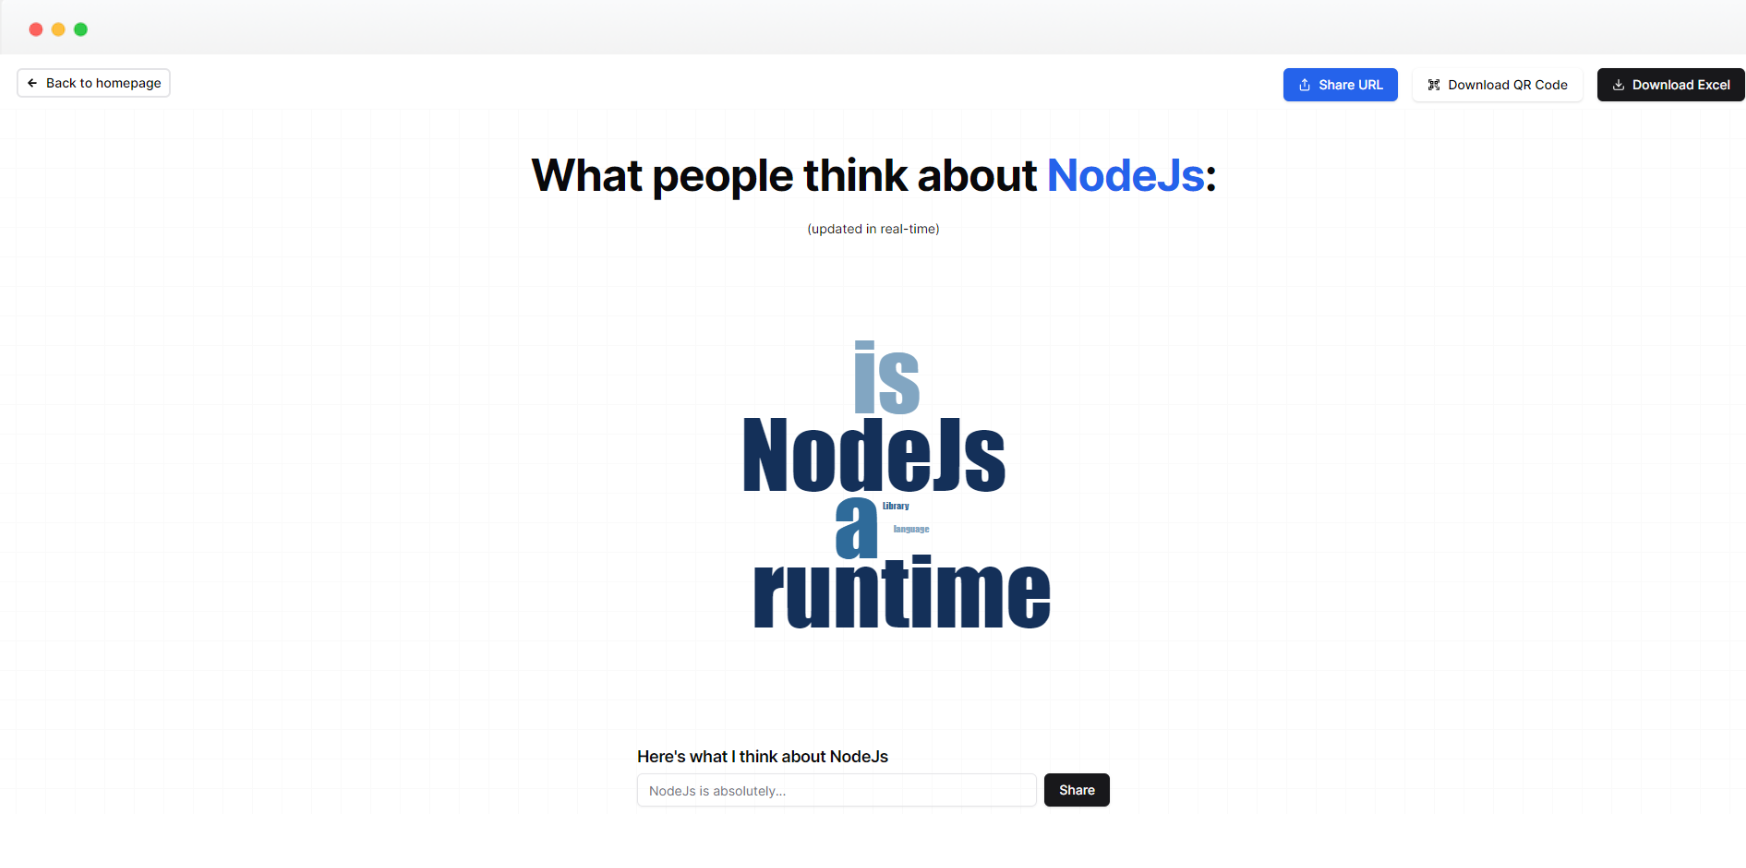 Back to homepage
Share URL
Download QR Code
Download Excel
What people think about NodeJs:
(updated in real-time)
is
NodeJs
a
Library
language
runtime
Here's what I think about NodeJs
NodeJs is absolutely...
Share